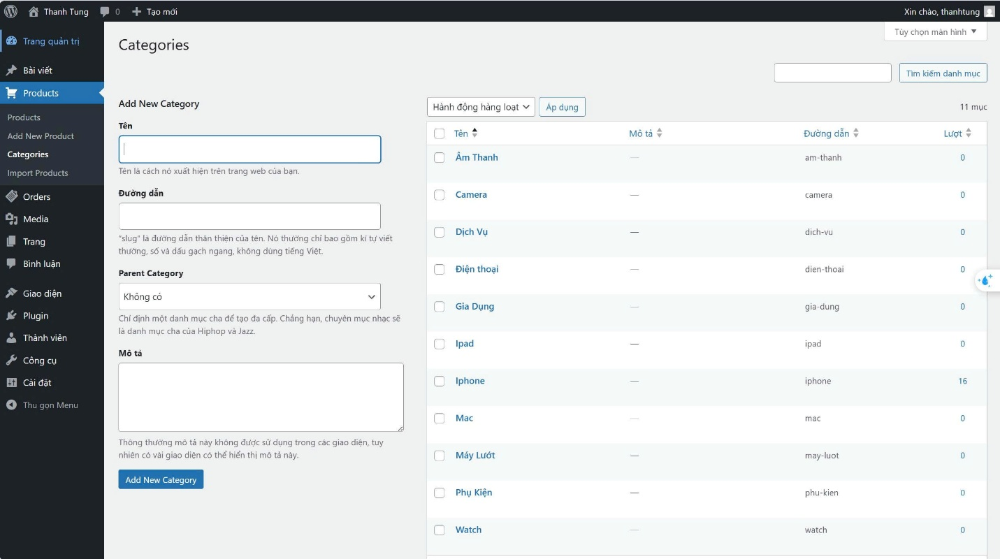 Thanh Tung
0
Tạo mới
Xin chào, thanhtung
Trang quản trị
Bài viết
Products
Products
Add New Product
Categories
Import Products
Orders
Media
Trang
Bình luận
Giao diện
Plugin
Thành viên
Công cụ
Cài đặt
Thu gọn Menu
Tùy chọn màn hình
Categories
Tìm kiếm danh mục
Add New Category
Tên
Tên là cách nó xuất hiện trên trang web của bạn.
Đường dẫn
“slug” là đường dẫn thân thiện của tên. Nó thường chỉ bao gồm kí tự viết
thường, số và dấu gạch ngang, không dùng tiếng Việt.
Parent Category
Không có
Chỉ định một danh mục cha để tạo đa cấp. Chẳng hạn, chuyên mục nhạc sẽ
là danh mục cha của Hiphop và Jazz.
Mô tả
Thông thường mô tả này không được sử dụng trong các giao diện, tuy
nhiên có vài giao diện có thể hiển thị mô tả này.
Add New Category
Hành động hàng loạt
Áp dụng
11 mục
Tên Mô tả Đường dẫn Lượt
Âm Thanh — am-thanh 0
Camera — camera 0
Dịch Vụ — dich-vu 0
Điện thoại — dien-thoai 0
Gia Dụng — gia-dung 0
Ipad — ipad 0
Iphone — iphone 16
Mac — mac 0
Máy Lướt — may-luot 0
Phụ Kiện — phu-kien 0
Watch — watch 0